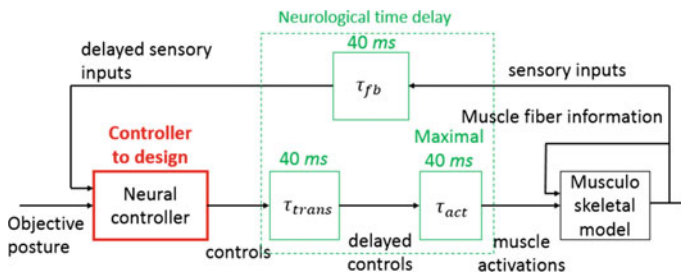 Neurological time delay
delayed sensory
inputs
40 ms
τfb
sensory inputs
Muscle fiber information
Controller
to design
Maximal
40 ms
40 ms
Neural
controller
τtrans
τact
Musculo
skeletal
model
Objective
posture
controls
delayed
controls
muscle
activations